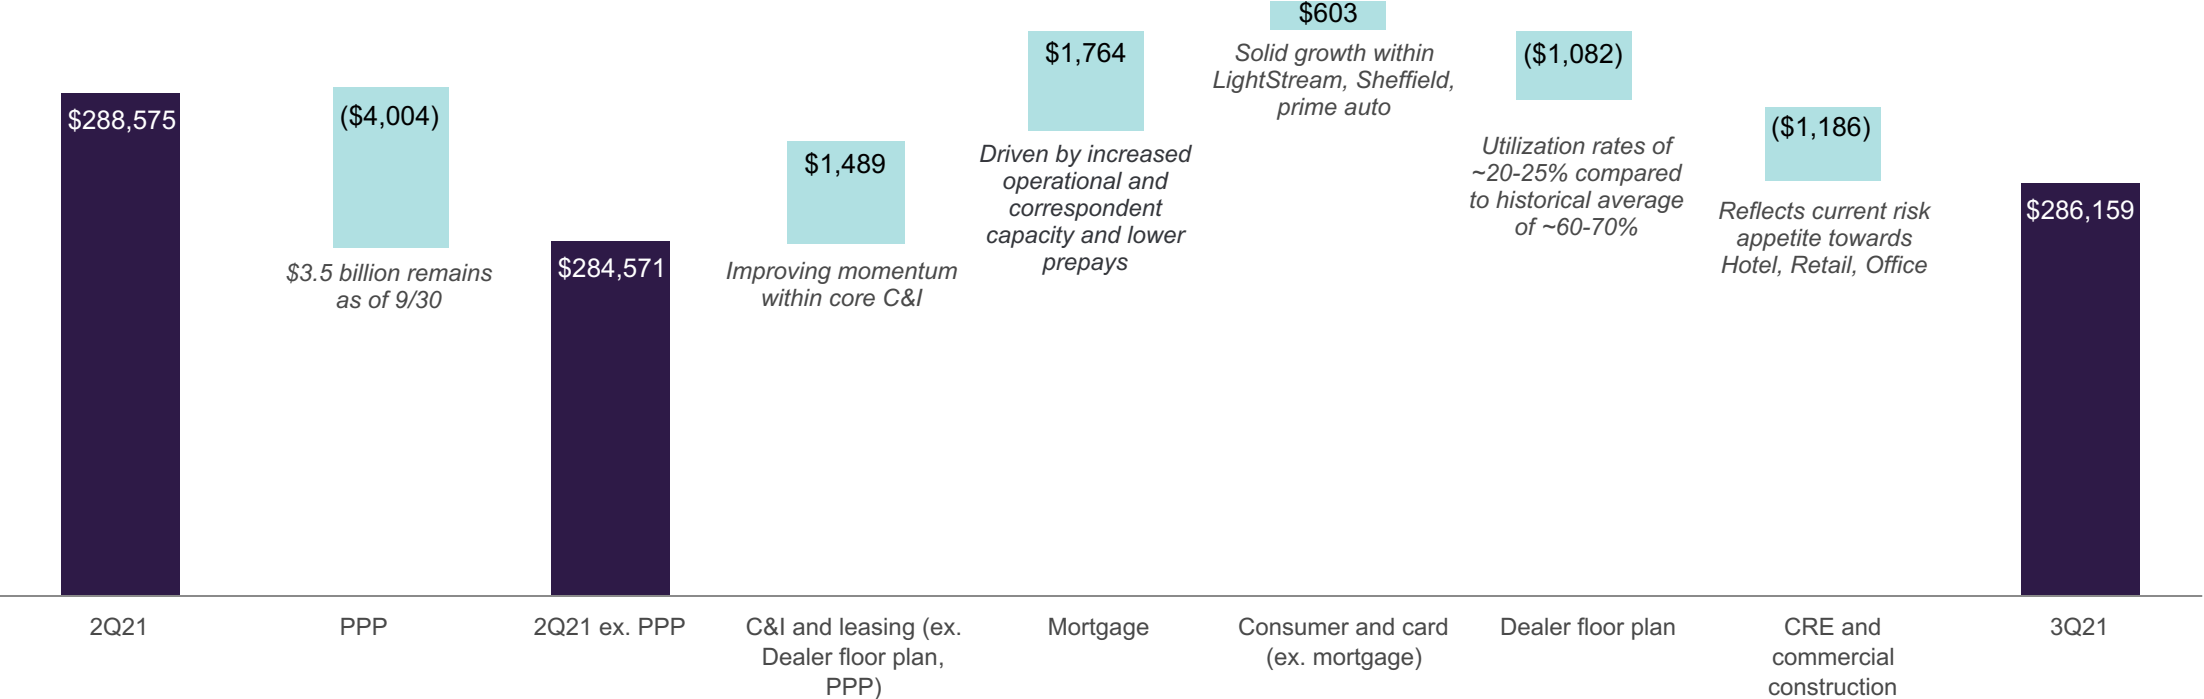 $288,575
($4,004)
$3.5 billion remains
as of 9/30
$284,571
$1,489
Improving momentum
within core C&I
$1,764
Driven by increased
operational and
correspondent
capacity and lower
prepays
$603
Solid growth within
LightStream, Sheffield,
prime auto
($1,082)
Utilization rates of
~20-25% compared
to historical average
of ~60-70%
($1,186)
Reflects current risk
appetite towards
Hotel, Retail, Office
$286,159
2Q21
PPP
2Q21 ex. PPP
C&I and leasing (ex.
Dealer floor plan,
PPP)
Mortgage
Consumer and card
(ex. mortgage)
Dealer floor plan
CRE and
commercial
construction
3Q21